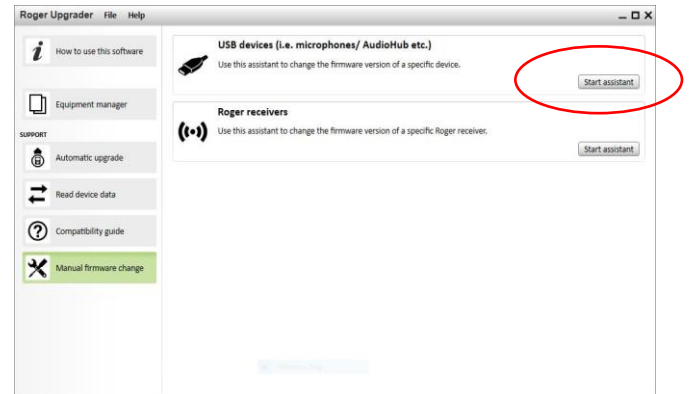 Roger Upgrader File Help
How to use this software
Equipment manager
SUPPORT
Automatic upgrade
Read device data
Compatibility guide
Manual firmware change
USB devices (i.e. microphones/ AudioHub etc.)
Use this assistant to change the firmware version of a specific device.
Start assistant
Roger receivers
Use this assistant to change the firmware version of a specific Roger receiver.
Start assistant